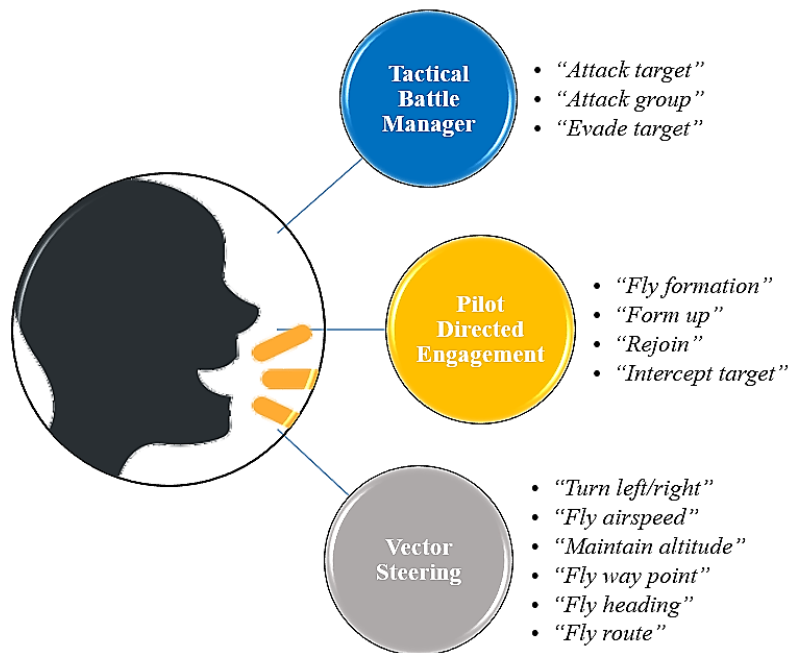 Tactical
Battle
Manager
• “Attack target”
• “Attack group”
• “Evade target”
Pilot
Directed
Engagement
• “Fly formation”
• “Form up”
• “Rejoin”
• “Intercept target”
Vector
Steering
• “Turn left/right”
• “Fly airspeed”
• “Maintain altitude”
• “Fly way point”
• “Fly heading”
• “Fly route”